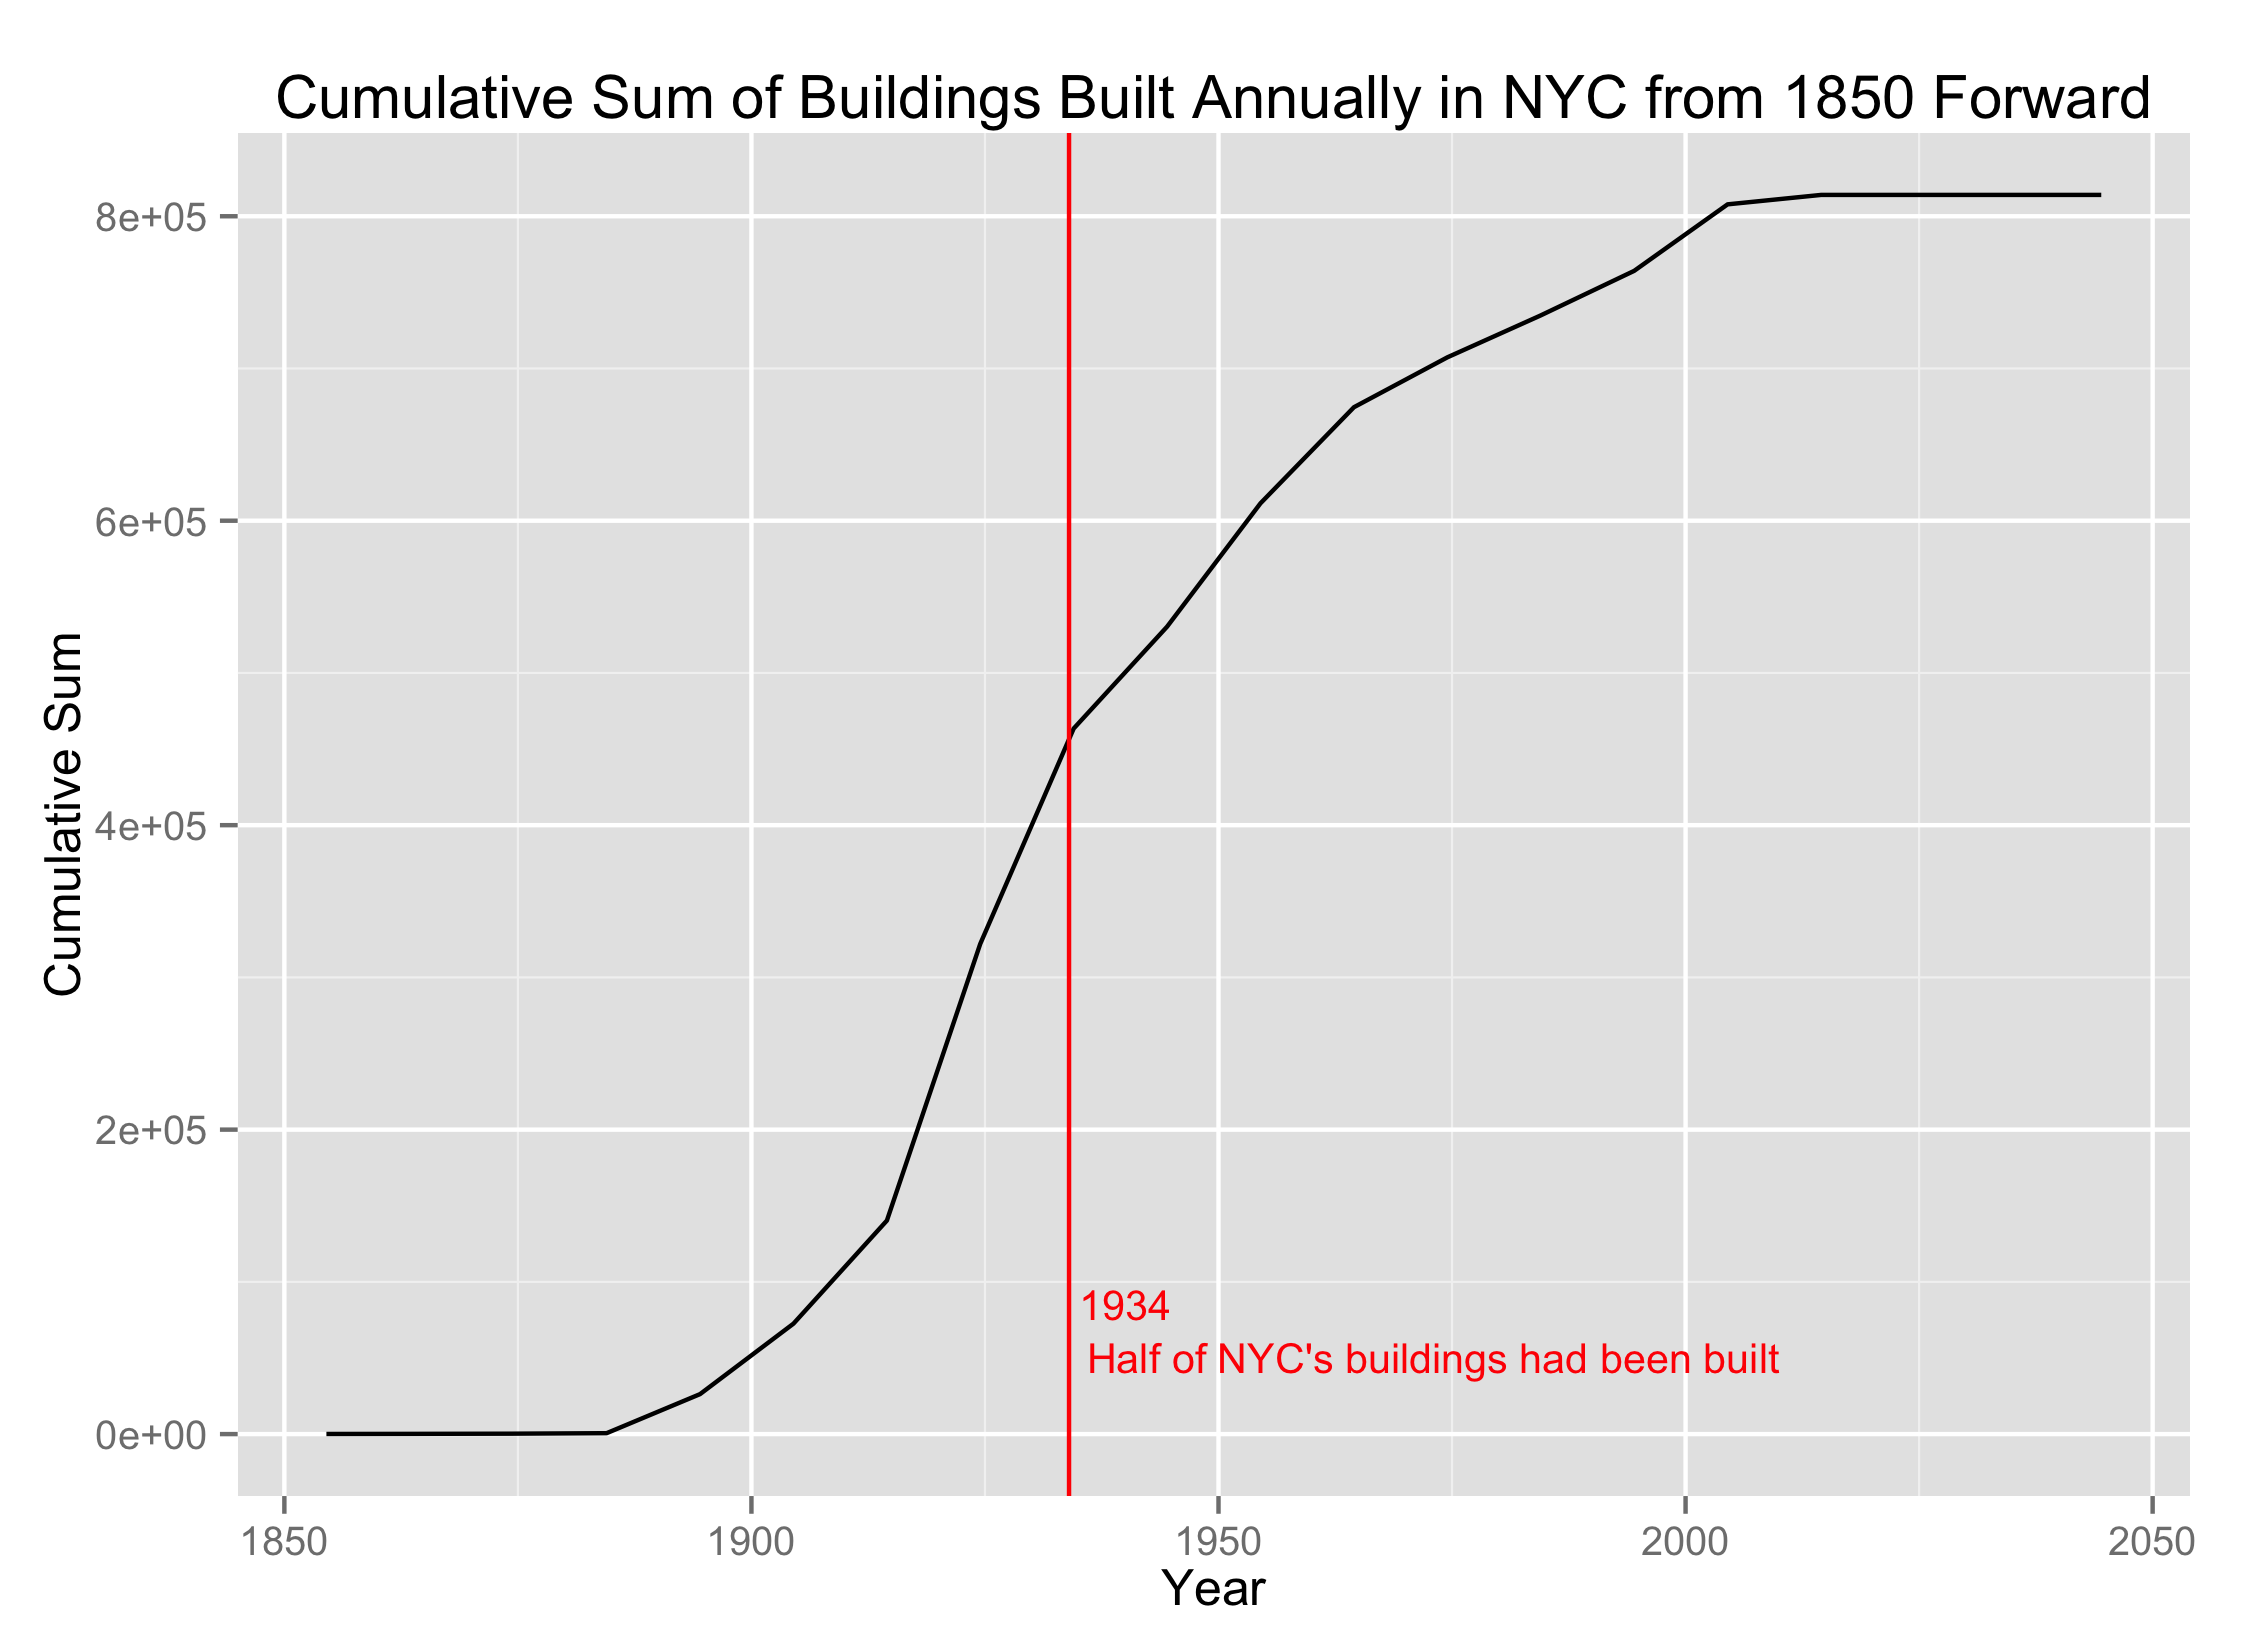 Cumulative Sum of Buildings Built Annually in NYC from 1850 Forward
Cumulative Sum
8e+05
6e+05
4e+05
2e+05
0e+00
1934
Half of NYC's buildings had been built
1850 1900 1950 2000 2050
Year